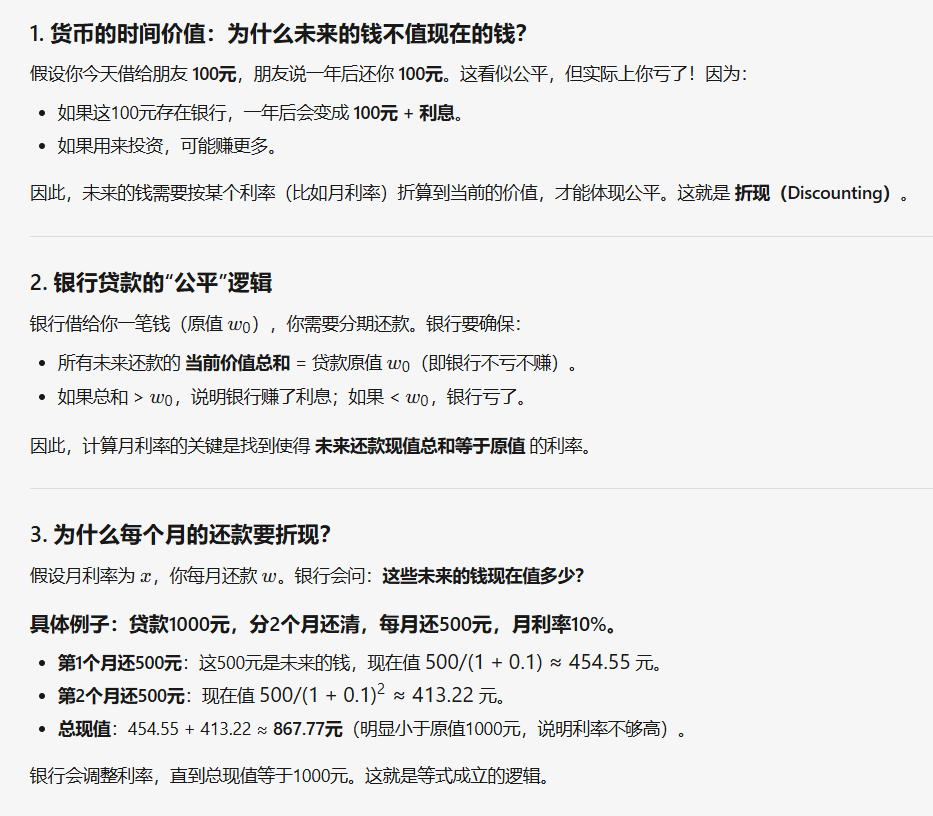 1. 货币的时间价值：为什么未来的钱不值现在的钱？
假设你今天借给朋友 100元，朋友说一年后还你 100元。这看似公平，但实际上你亏了！因为：
• 如果这100元存在银行，一年后会变成 100元 + 利息。
• 如果用来投资，可能赚更多。
因此，未来的钱需要按某个利率（比如月利率）折算到当前的价值，才能体现公平。这就是 折现（Discounting）。
2. 银行贷款的“公平”逻辑
银行借给你一笔钱（原值 w₀），你需要分期还款。银行要确保：
• 所有未来还款的 当前价值总和 = 贷款原值 w₀（即银行不亏不赚）。
• 如果总和 > w₀，说明银行赚了利息；如果 < w₀，银行亏了。
因此，计算月利率的关键是找到使得 未来还款现值总和等于原值 的利率。
3. 为什么每个月的还款要折现？
假设月利率为 x，你每月还款 w。银行会问：这些未来的钱现在值多少？
具体例子：贷款1000元，分2个月还清，每月还500元，月利率10%。
• 第1个月还500元：这500元是未来的钱，现在值 500/(1 + 0.1) ≈ 454.55 元。
• 第2个月还500元：现在值 500/(1 + 0.1)² ≈ 413.22 元。
• 总现值：454.55 + 413.22 ≈ 867.77元（明显小于原值1000元，说明利率不够高）。
银行会调整利率，直到总现值等于1000元。这就是等式成立的逻辑。